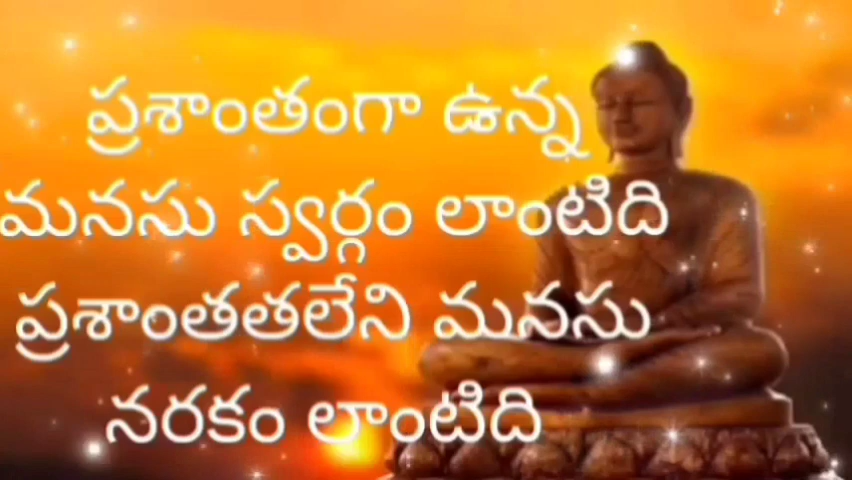 ప్రశాంతంగా ఉన్న
మనసు స్వర్గం లాంటిది
ప్రశాంతతలేని మనసు
నరకం లాంటిది